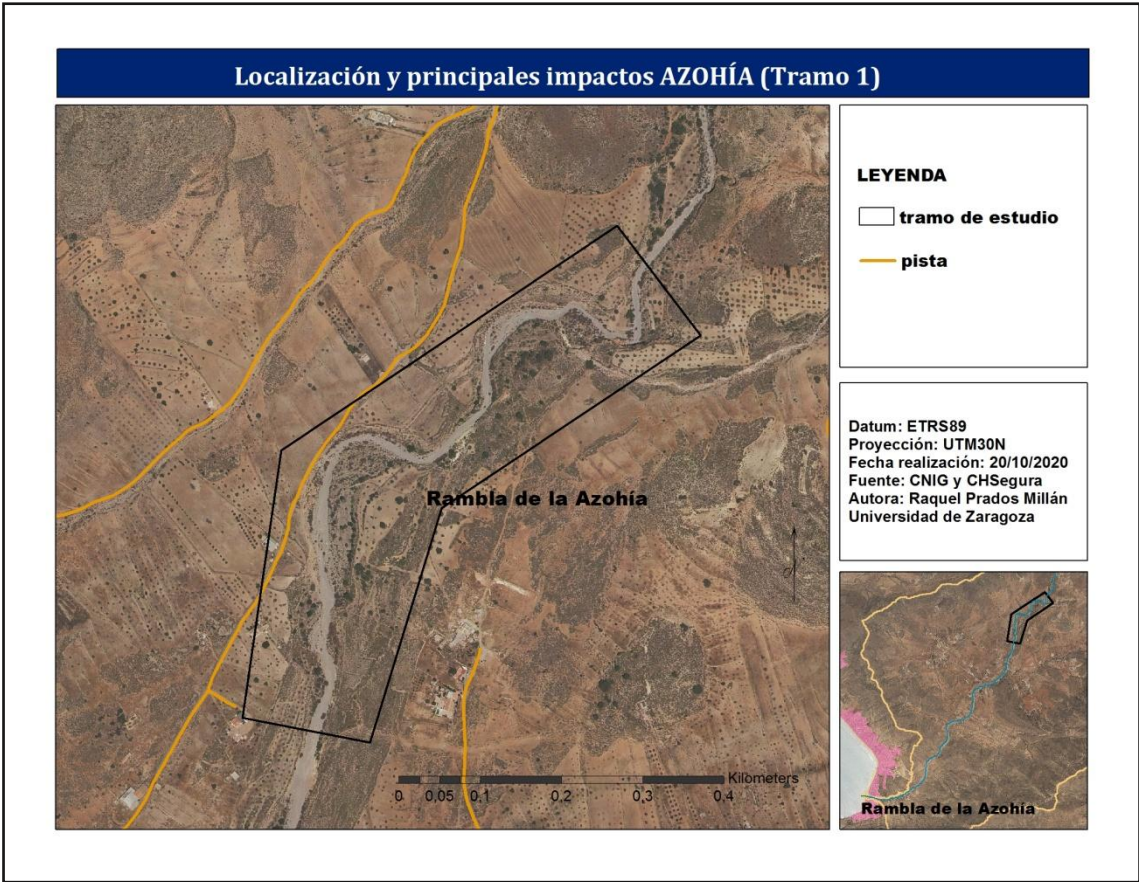 Localización y principales impactos AZOHÍA (Tramo 1)
LEYENDA
tramo de estudio
pista
Rambla de la Azohía
Kilometers
0 0,05 0,1 0,2 0,3 0,4
Datum: ETRS89
Proyección: UTM30N
Fecha realización: 20/10/2020
Fuente: CNIG y CHSegura
Autora: Raquel Prados Millán
Universidad de Zaragoza
Rambla de la Azohía